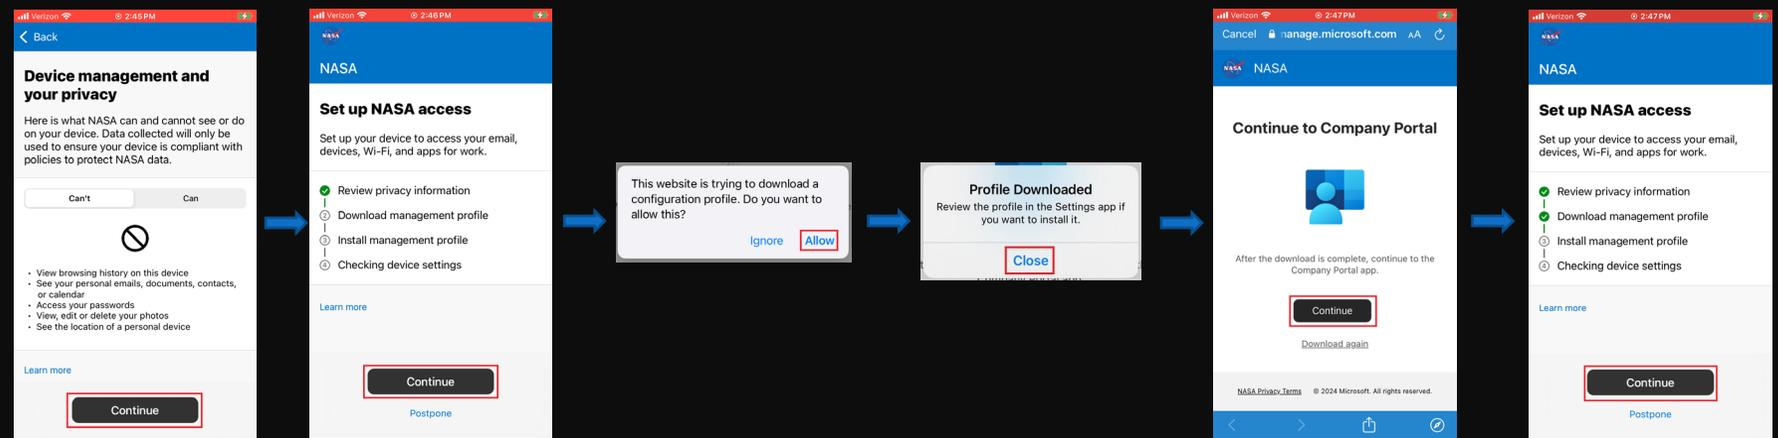 Verizon
2:45 PM
Back
Device management and
your privacy
Here is what NASA can and cannot see or do
on your device. Data collected will only be
used to ensure your device is compliant with
policies to protect NASA data.
Can't
Can
• View browsing history on this device
• See your personal emails, documents, contacts,
or calendar
• Access your passwords
• View, edit or delete your photos
• See the location of a personal device
Learn more
Continue
Verizon
2:46 PM
NASA
NASA
Set up NASA access
Set up your device to access your email,
devices, Wi-Fi, and apps for work.
Review privacy information
2 Download management profile
3 Install management profile
4 Checking device settings
Learn more
Continue
Postpone
This website is trying to download a
configuration profile. Do you want to
allow this?
Ignore
Allow
Profile Downloaded
Review the profile in the Settings app if
you want to install it.
Close
Verizon
2:47 PM
Cancel
anage.microsoft.com
AA
NASA
NASA
Continue to Company Portal
After the download is complete, continue to the
Company Portal app.
Continue
Download again
NASA Privacy Terms
© 2024 Microsoft. All rights reserved.
Verizon
2:47 PM
NASA
NASA
Set up NASA access
Set up your device to access your email,
devices, Wi-Fi, and apps for work.
Review privacy information
Download management profile
3 Install management profile
4 Checking device settings
Learn more
Continue
Postpone